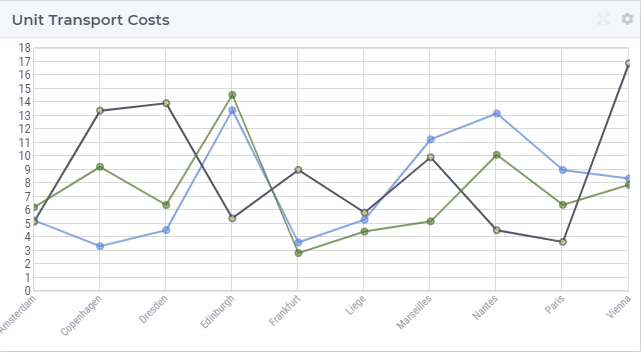 Unit Transport Costs
18
17
16
15
14
13
12
11
10
9
8
7
6
5
4
3
2
1
0
Amsterdam
Copenhagen
Dresden
Edinburgh
Frankfurt
Liege
Marseilles
Nantes
Paris
Vienna